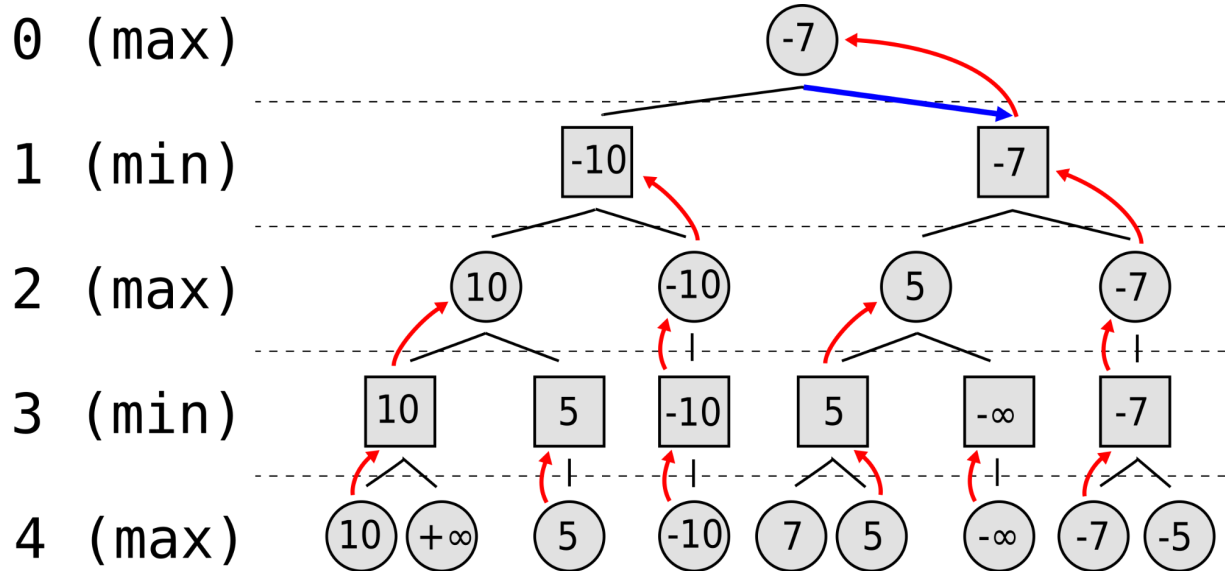 0 (max) -7
1 (min) -10 -7
2 (max) 10 -10 5 -7
3 (min) 10 5 -10 5 -∞ -7
4 (max) 10 +∞ 5 -10 7 5 -∞ -7 -5